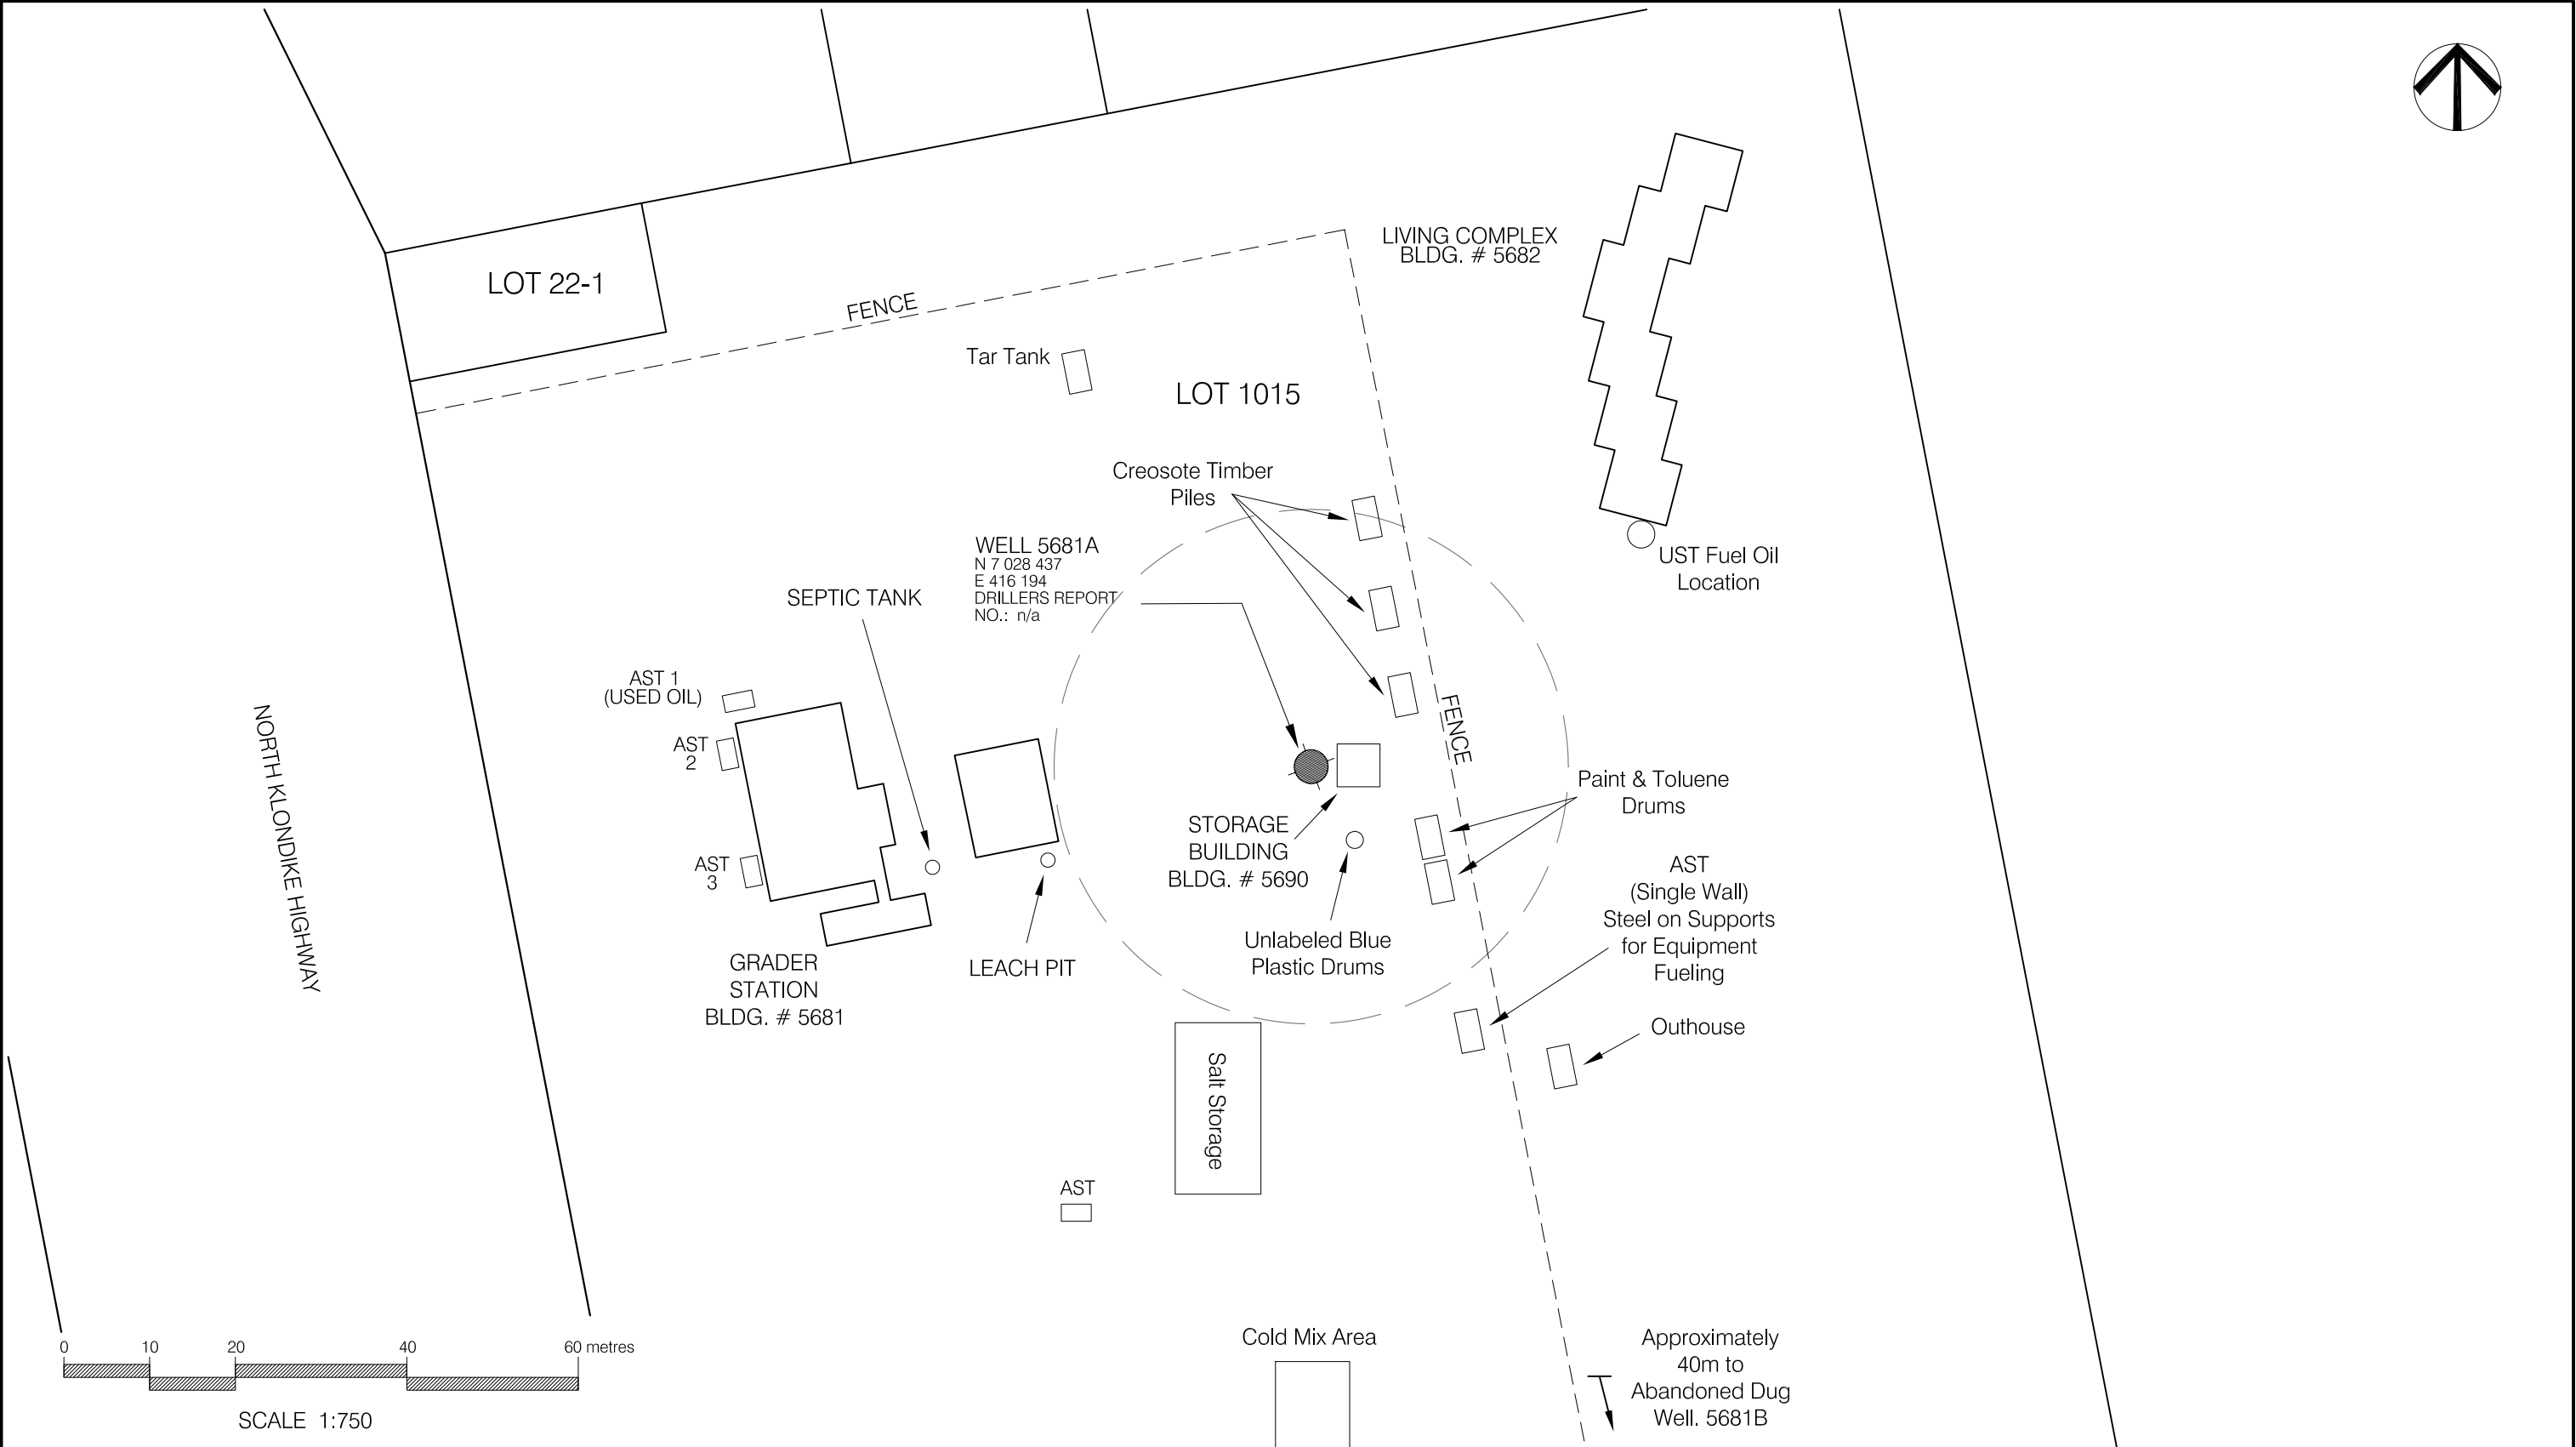 LOT 22-1
FENCE
LIVING COMPLEX
BLDG. # 5682
Tar Tank
LOT 1015
Creosote Timber
Piles
WELL 5681A
N 7 028 437
E 416 194
DRILLERS REPORT
NO.: n/a
UST Fuel Oil
Location
SEPTIC TANK
AST 1
(USED OIL)
AST
2
AST
3
NORTH KLONDIKE HIGHWAY
FENCE
Paint & Toluene
Drums
STORAGE
BUILDING
BLDG. # 5690
AST
(Single Wall)
Steel on Supports
for Equipment
Fueling
Unlabeled Blue
Plastic Drums
LEACH PIT
GRADER
STATION
BLDG. # 5681
Outhouse
Salt Storage
AST
Cold Mix Area
Approximately
40m to
Abandoned Dug
Well. 5681B
0 10 20 40 60 metres
SCALE 1:750